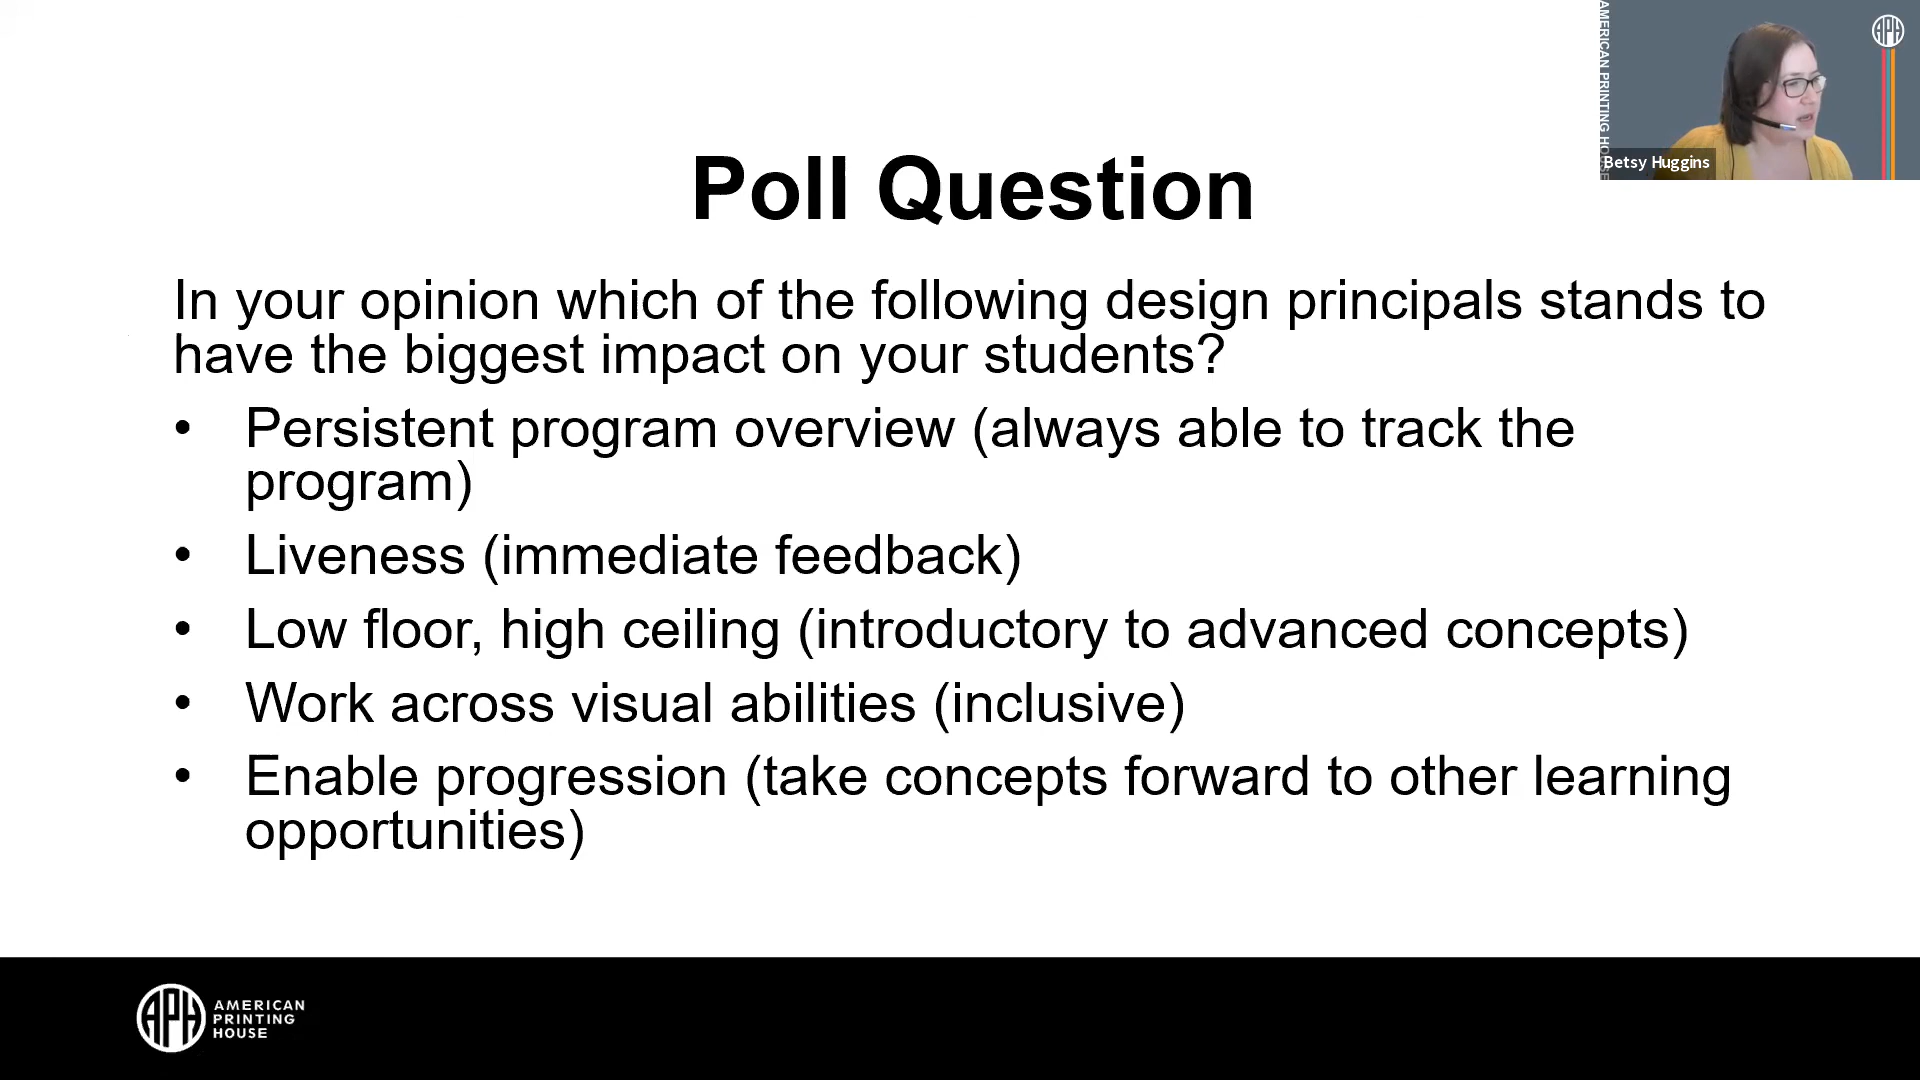 AMERICAN PRINTING HOUSE
APH
Betsy Huggins
Poll Question
In your opinion which of the following design principals stands to
have the biggest impact on your students?
• Persistent program overview (always able to track the
program)
• Liveness (immediate feedback)
• Low floor, high ceiling (introductory to advanced concepts)
• Work across visual abilities (inclusive)
• Enable progression (take concepts forward to other learning
opportunities)
APH
AMERICAN
PRINTING
HOUSE